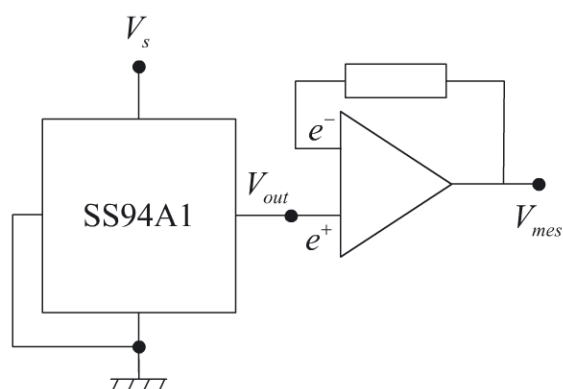 V_s
SS94A1
V_out
e^-
e^+
V_mes